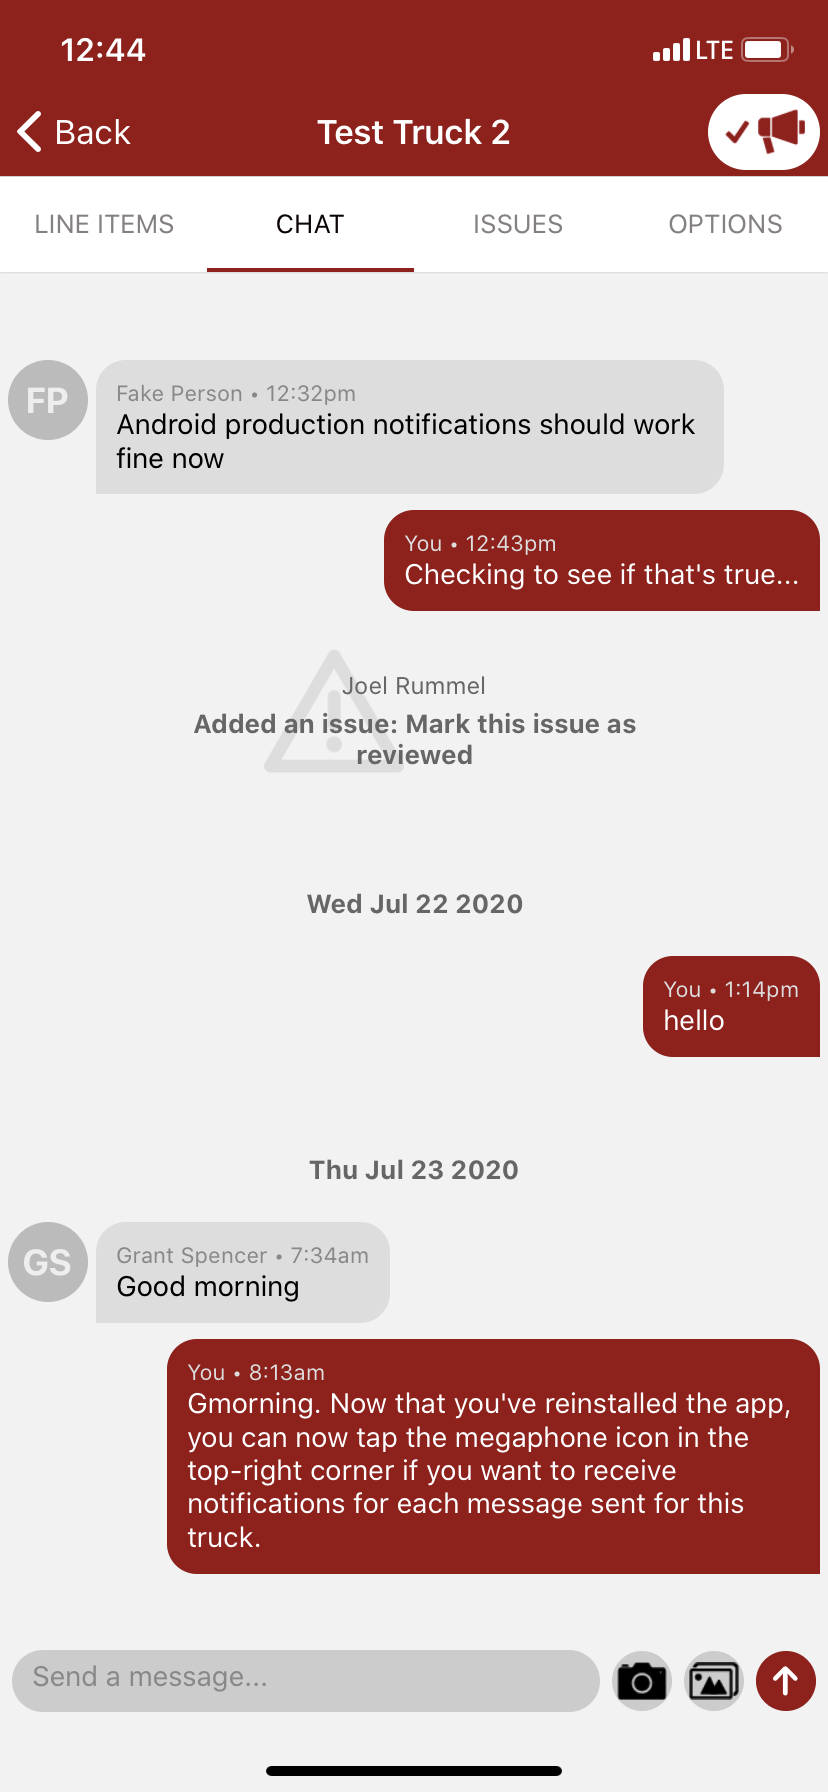 12:44
LTE
Back
Test Truck 2
LINE ITEMS
CHAT
ISSUES
OPTIONS
FP
Fake Person • 12:32pm
Android production notifications should work
fine now
You • 12:43pm
Checking to see if that's true...
Joel Rummel
Added an issue: Mark this issue as
reviewed
Wed Jul 22 2020
You • 1:14pm
hello
Thu Jul 23 2020
GS
Grant Spencer • 7:34am
Good morning
You • 8:13am
Gmorning. Now that you've reinstalled the app,
you can now tap the megaphone icon in the
top-right corner if you want to receive
notifications for each message sent for this
truck.
Send a message...